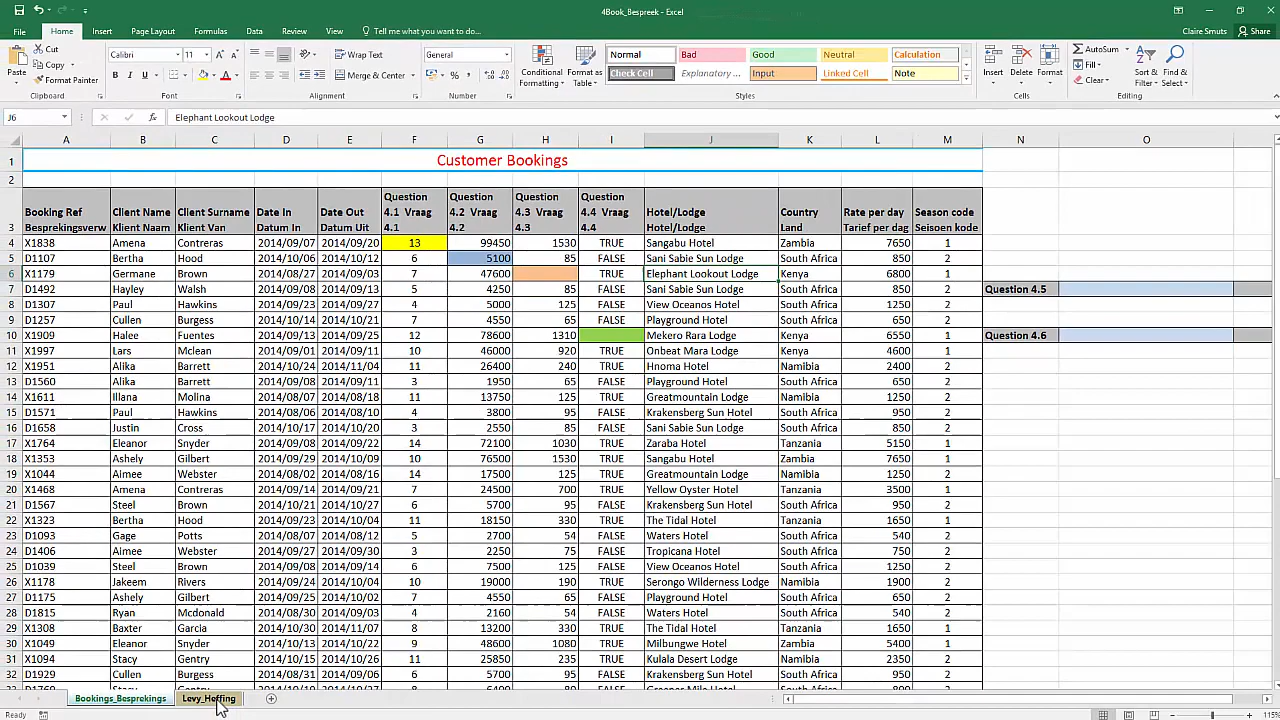 4Book_Bespreek - Excel
Claire Smuts
Share
File Home Insert Page Layout Formulas Data Review View Tell me what you want to do...
Cut
Copy
Format Painter
Paste
Clipboard
Calibri 11
B I U
Font
Wrap Text
Merge & Center
Alignment
General
Number
Conditional Formatting
Format as Table
Normal Bad Good Neutral Calculation
Check Cell Explanatory ... Input Linked Cell Note
Styles
Insert Delete Format
Cells
AutoSum
Fill
Clear
Sort & Filter
Find & Select
Editing
J6 fx Elephant Lookout Lodge
A B C D E F G H I J K L M N O
1 Customer Bookings
2
3 Booking Ref Besprekingsverw Client Name Klient Naam Client Surname Klient Van Date In Datum In Date Out Datum Uit Question 4.1 Vraag 4.1 Question 4.2 Vraag 4.2 Question 4.3 Vraag 4.3 Question 4.4 Vraag 4.4 Hotel/Lodge Hotel/Lodge Country Land Rate per day Tarief per dag Season code Seisoen kode
4 X1838 Amena Contreras 2014/09/07 2014/09/20 13 99450 1530 TRUE Sangabu Hotel Zambia 7650 1
5 D1107 Bertha Hood 2014/10/06 2014/10/12 6 5100 85 FALSE Sani Sabie Sun Lodge South Africa 850 2
6 X1179 Germane Brown 2014/08/27 2014/09/03 7 47600 TRUE Elephant Lookout Lodge Kenya 6800 1
7 D1492 Hayley Walsh 2014/09/08 2014/09/13 5 4250 85 FALSE Sani Sabie Sun Lodge South Africa 850 2 Question 4.5
8 D1307 Paul Hawkins 2014/09/23 2014/09/27 4 5000 125 FALSE View Oceanos Hotel South Africa 1250 2
9 D1257 Cullen Burgess 2014/10/14 2014/10/21 7 4550 65 FALSE Playground Hotel South Africa 650 2
10 X1909 Halee Fuentes 2014/09/13 2014/09/25 12 78600 1310 Mekero Rara Lodge Kenya 6550 1 Question 4.6
11 X1997 Lars Mclean 2014/09/01 2014/09/11 10 46000 920 TRUE Onbeat Mara Lodge Kenya 4600 1
12 X1951 Alika Barrett 2014/10/24 2014/11/04 11 26400 240 TRUE Hnoma Hotel Namibia 2400 2
13 D1560 Alika Barrett 2014/09/08 2014/09/11 3 1950 65 FALSE Playground Hotel South Africa 650 2
14 X1611 Illana Molina 2014/08/07 2014/08/18 11 13750 125 TRUE Greatmountain Lodge Namibia 1250 2
15 D1571 Paul Hawkins 2014/08/06 2014/08/10 4 3800 95 FALSE Krakensberg Sun Hotel South Africa 950 2
16 D1658 Justin Cross 2014/10/17 2014/10/20 3 2550 85 FALSE Sani Sabie Sun Lodge South Africa 850 2
17 X1764 Eleanor Snyder 2014/09/08 2014/09/22 14 72100 1030 TRUE Zaraba Hotel Tanzania 5150 1
18 X1353 Ashely Gilbert 2014/09/29 2014/10/09 10 76500 1530 TRUE Sangabu Hotel Zambia 7650 1
19 X1044 Aimee Webster 2014/08/02 2014/08/16 14 17500 125 TRUE Greatmountain Lodge Namibia 1250 2
20 X1468 Amena Contreras 2014/09/14 2014/09/21 7 24500 700 TRUE Yellow Oyster Hotel Tanzania 3500 1
21 D1567 Steel Brown 2014/10/21 2014/10/27 6 5700 95 FALSE Krakensberg Sun Hotel South Africa 950 2
22 X1323 Bertha Hood 2014/09/23 2014/10/04 11 18150 330 TRUE The Tidal Hotel Tanzania 1650 1
23 D1093 Gage Potts 2014/08/07 2014/08/12 5 2700 54 FALSE Waters Hotel South Africa 540 2
24 D1406 Aimee Webster 2014/09/27 2014/09/30 3 2250 75 FALSE Tropicana Hotel South Africa 750 2
25 D1039 Steel Brown 2014/09/08 2014/09/14 6 7500 125 FALSE View Oceanos Hotel South Africa 1250 2
26 X1178 Jakeem Rivers 2014/09/24 2014/10/04 10 19000 190 TRUE Serongo Wilderness Lodge Namibia 1900 2
27 D1175 Ashely Gilbert 2014/09/25 2014/10/02 7 4550 65 FALSE Playground Hotel South Africa 650 2
28 D1815 Ryan Mcdonald 2014/08/30 2014/09/03 4 2160 54 FALSE Waters Hotel South Africa 540 2
29 X1308 Baxter Garcia 2014/10/30 2014/11/07 8 13200 330 TRUE The Tidal Hotel Tanzania 1650 1
30 X1049 Eleanor Snyder 2014/10/13 2014/10/22 9 48600 1080 TRUE Milbungwe Hotel Zambia 5400 1
31 X1094 Stacy Gentry 2014/10/15 2014/10/26 11 25850 235 TRUE Kulala Desert Lodge Namibia 2350 2
32 D1929 Cullen Burgess 2014/08/31 2014/09/06 6 5700 95 FALSE Krakensberg Sun Hotel South Africa 950 2
Bookings_Besprekings Levy_Heffing
Ready